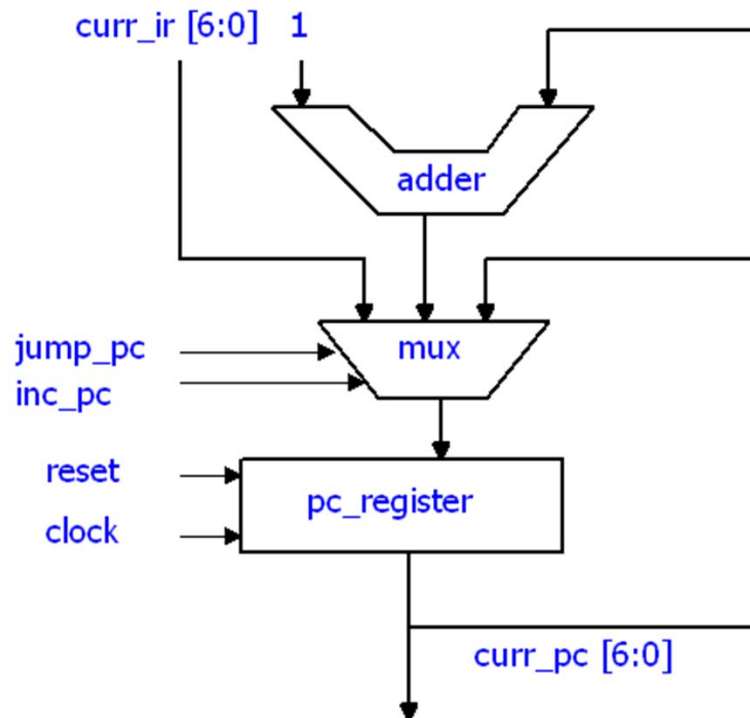 curr_ir [6:0] 1
adder
jump_pc
mux
inc_pc
reset
pc_register
clock
curr_pc [6:0]